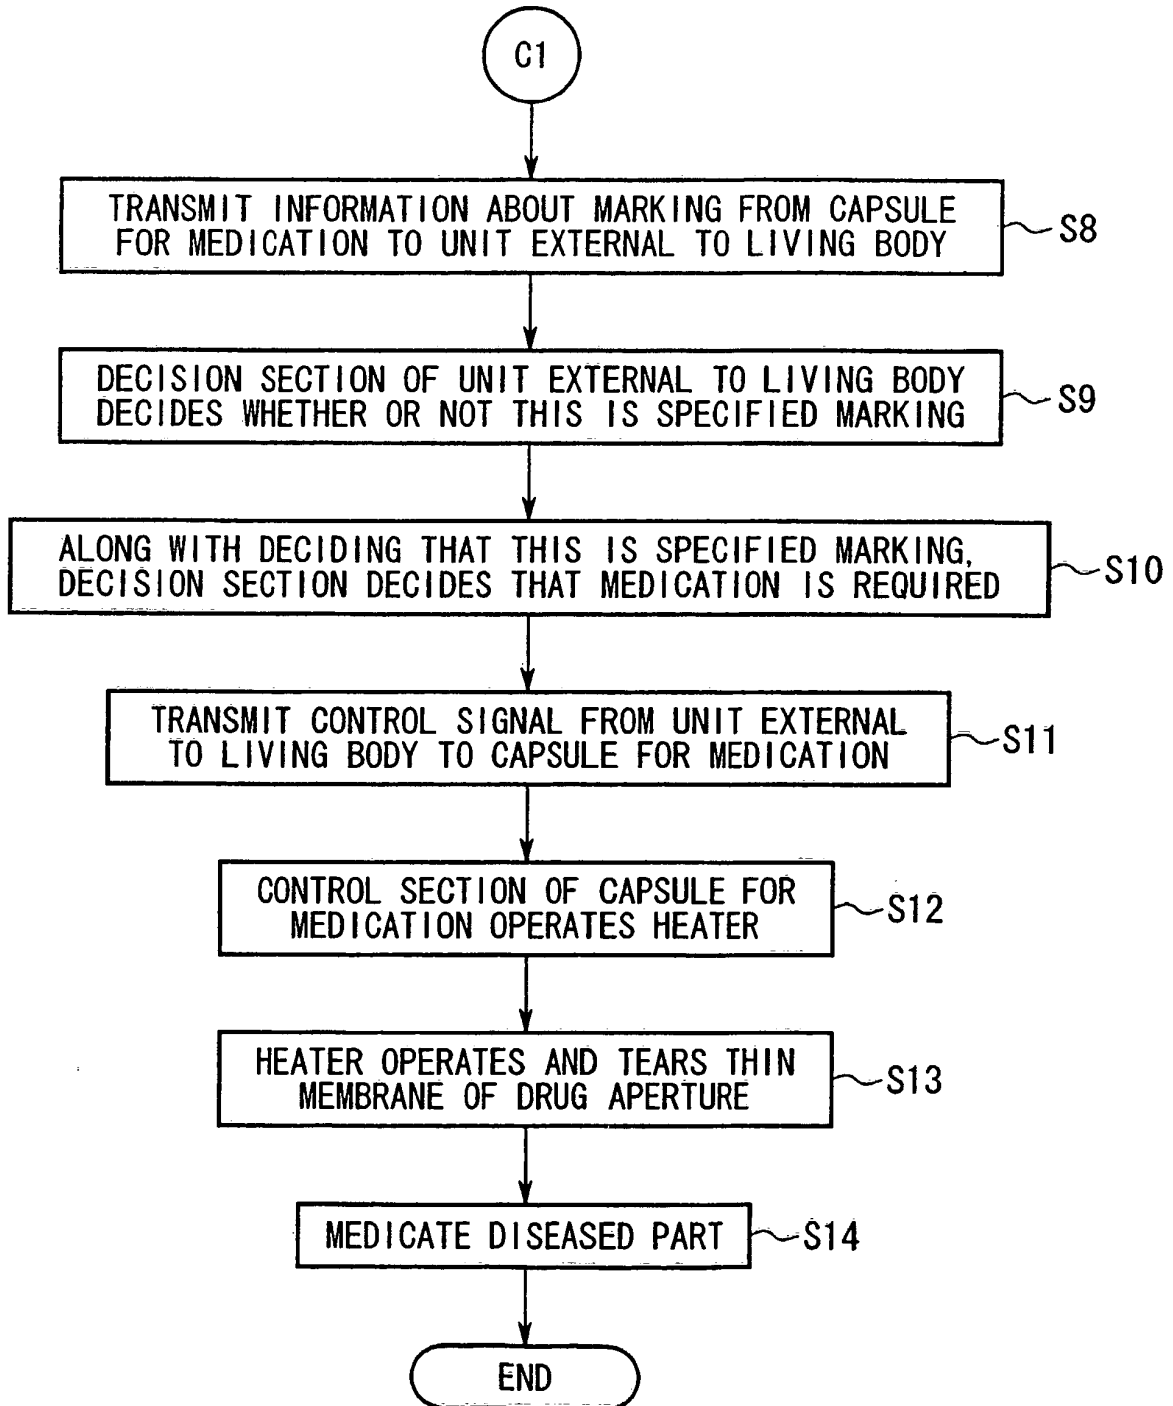 C1
TRANSMIT INFORMATION ABOUT MARKING FROM CAPSULE
FOR MEDICATION TO UNIT EXTERNAL TO LIVING BODY
S8
DECISION SECTION OF UNIT EXTERNAL TO LIVING BODY
DECIDES WHETHER OR NOT THIS IS SPECIFIED MARKING
S9
ALONG WITH DECIDING THAT THIS IS SPECIFIED MARKING,
DECISION SECTION DECIDES THAT MEDICATION IS REQUIRED
S10
TRANSMIT CONTROL SIGNAL FROM UNIT EXTERNAL
TO LIVING BODY TO CAPSULE FOR MEDICATION
S11
CONTROL SECTION OF CAPSULE FOR
MEDICATION OPERATES HEATER
S12
HEATER OPERATES AND TEARS THIN
MEMBRANE OF DRUG APERTURE
S13
MEDICATE DISEASED PART
S14
END